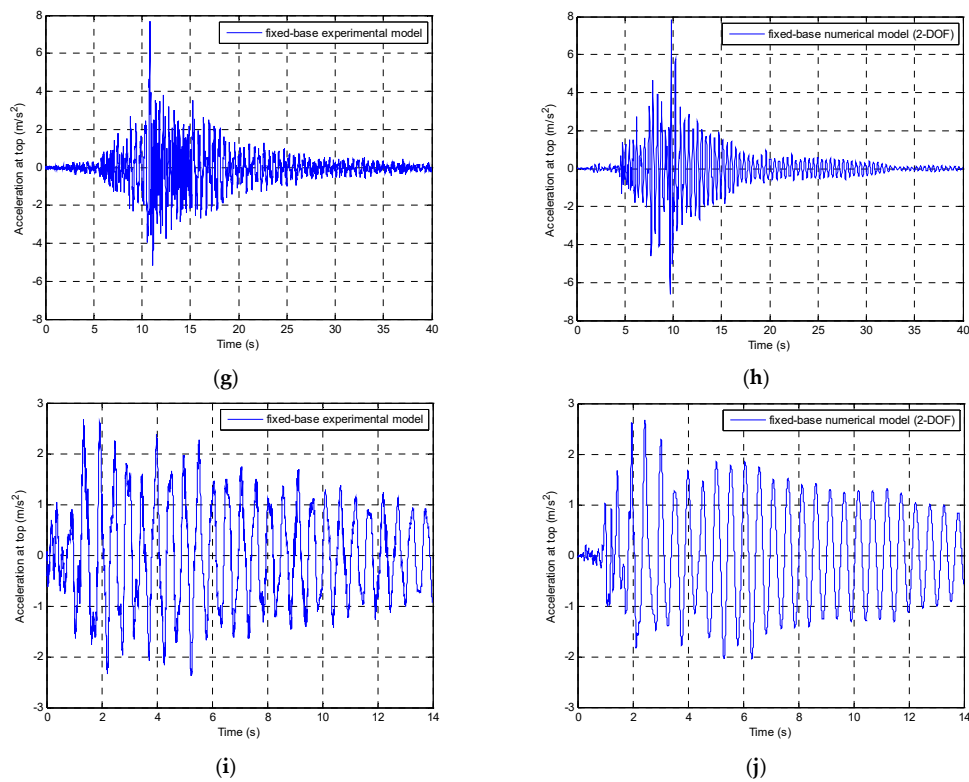 8
6
4
2
0
-2
-4
-6
-8
0 5 10 15 20 25 30 35 40
Acceleration at top (m/s²)
Time (s)
fixed-base experimental model
(g)
8
6
4
2
0
-2
-4
-6
-8
0 5 10 15 20 25 30 35 40
Acceleration at top (m/s²)
Time (s)
fixed-base numerical model (2-DOF)
(h)
3
2
1
0
-1
-2
-3
0 2 4 6 8 10 12 14
Acceleration at top (m/s²)
Time (s)
fixed-base experimental model
(i)
3
2
1
0
-1
-2
-3
0 2 4 6 8 10 12 14
Acceleration at top (m/s²)
Time (s)
fixed-base numerical model (2-DOF)
(j)